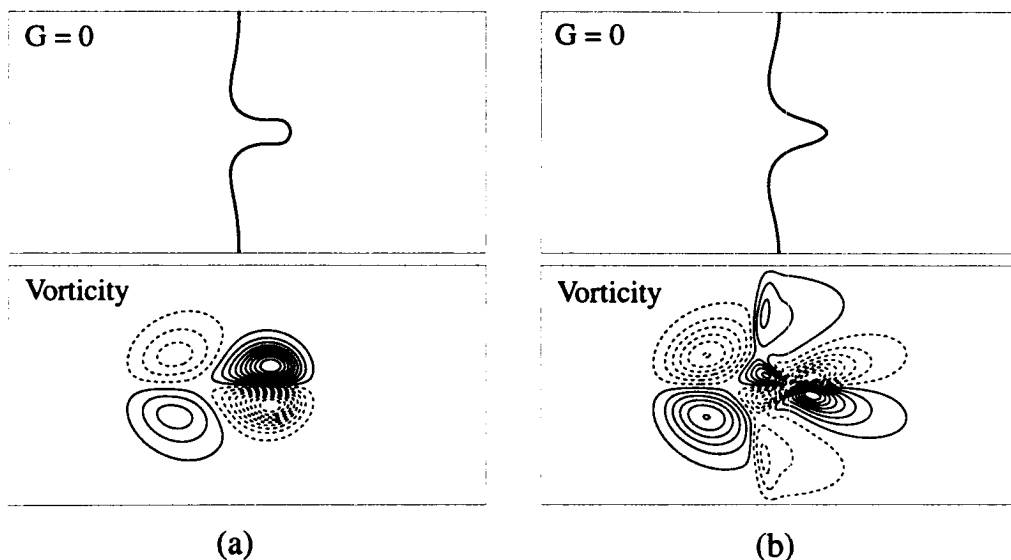 G = 0
G = 0
Vorticity
Vorticity
(a)
(b)